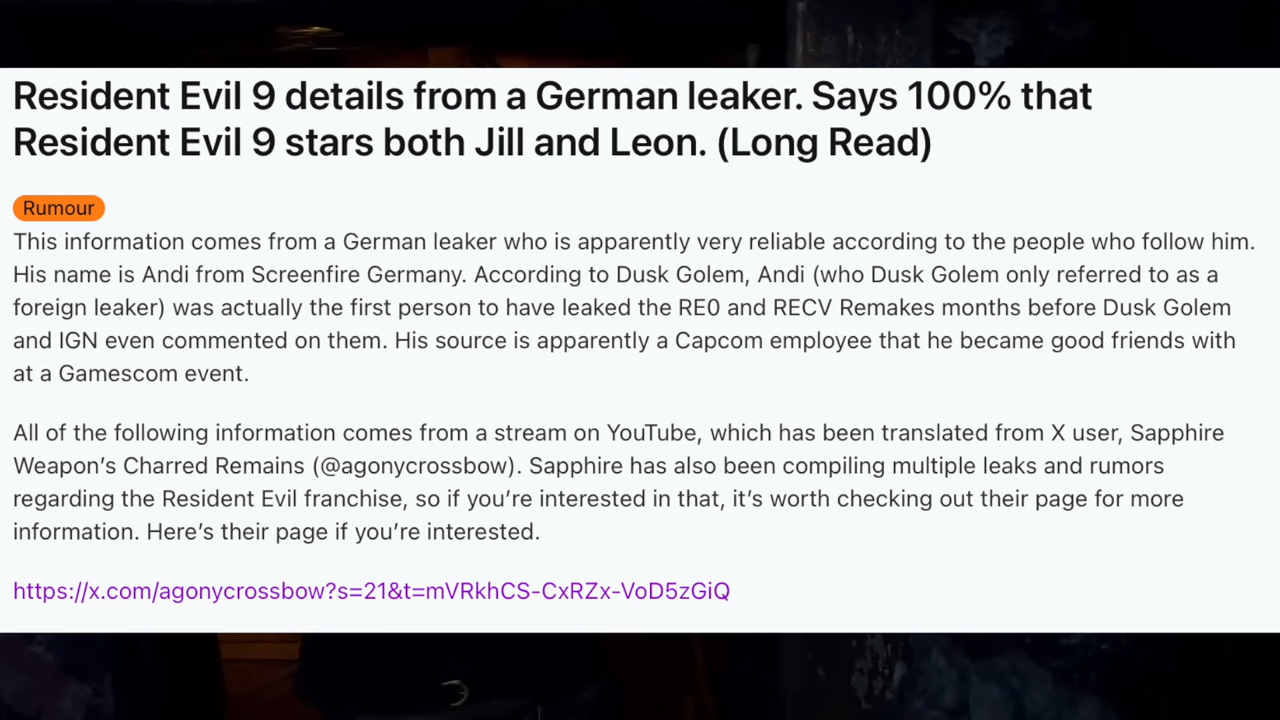 Resident Evil 9 details from a German leaker. Says 100% that
Resident Evil 9 stars both Jill and Leon. (Long Read)
Rumour
This information comes from a German leaker who is apparently very reliable according to the people who follow him.
His name is Andi from Screenfire Germany. According to Dusk Golem, Andi (who Dusk Golem only referred to as a
foreign leaker) was actually the first person to have leaked the RE0 and RECV Remakes months before Dusk Golem
and IGN even commented on them. His source is apparently a Capcom employee that he became good friends with
at a Gamescom event.
All of the following information comes from a stream on YouTube, which has been translated from X user, Sapphire
Weapon’s Charred Remains (@agonycrossbow). Sapphire has also been compiling multiple leaks and rumors
regarding the Resident Evil franchise, so if you’re interested in that, it’s worth checking out their page for more
information. Here’s their page if you’re interested.
https://x.com/agonycrossbow?s=21&t=mVRkhCS-CxRZx-VoD5zGiQ